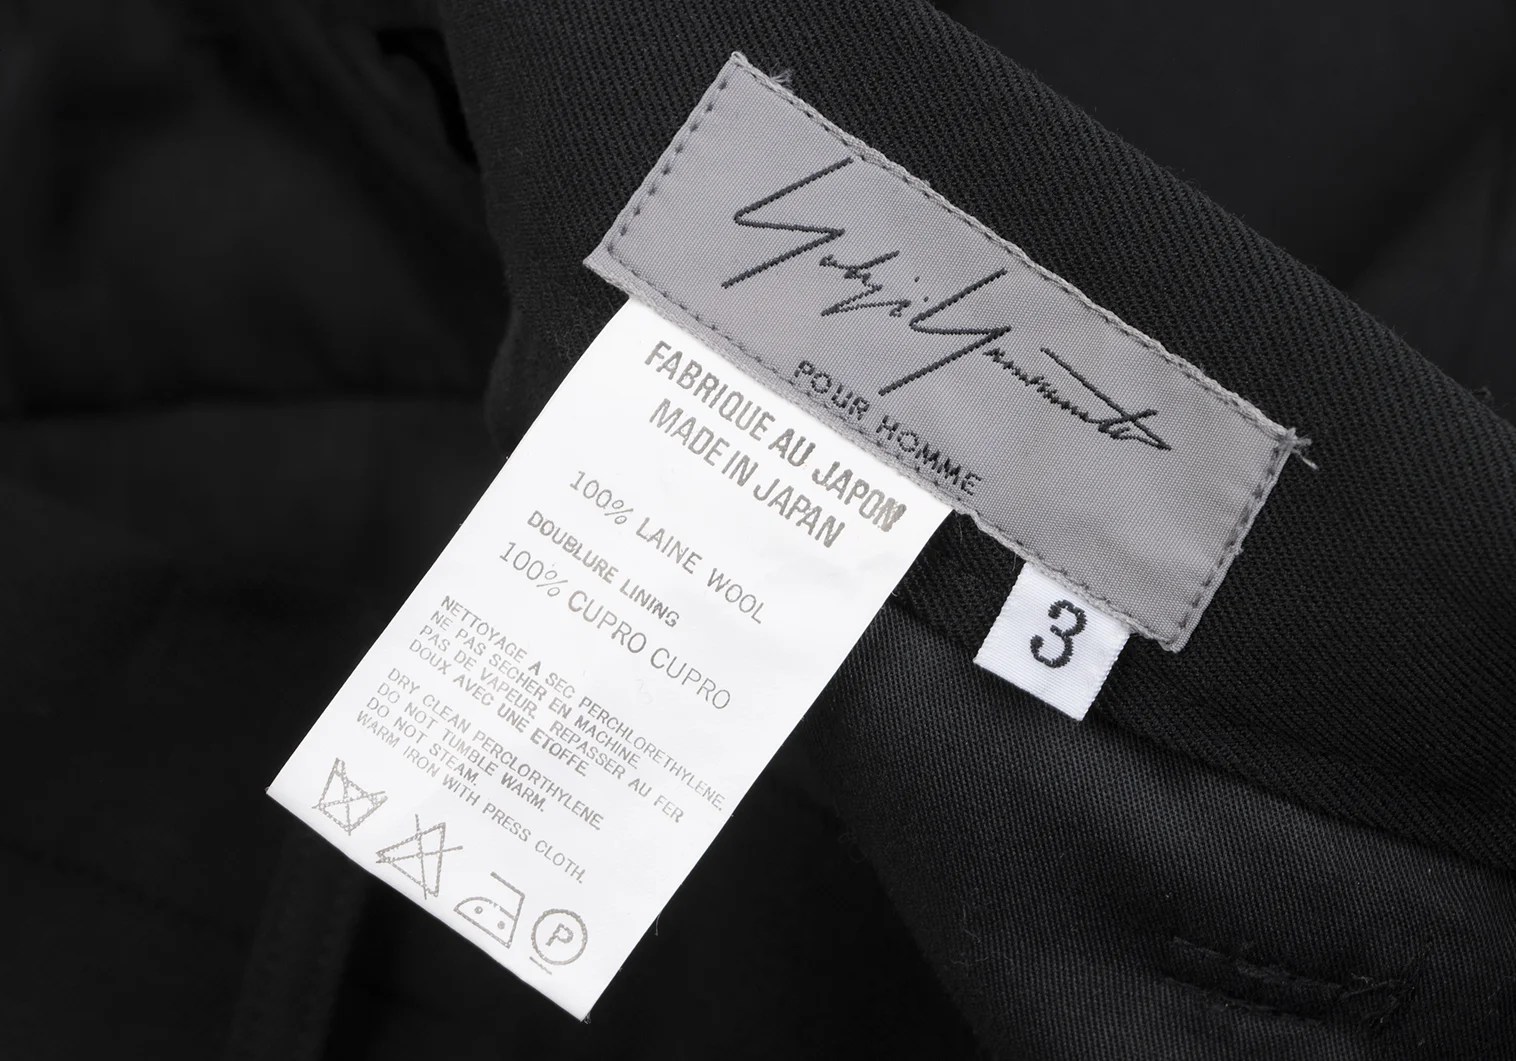 Yohji Yamamoto
POUR HOMME
3
FABRIQUE AU JAPON
MADE IN JAPAN
100% LAINE WOOL
DOUBLURE LINING
100% CUPRO CUPRO
NETTOYAGE A SEC PERCHLORETHYLENE.
NE PAS SECHER EN MACHINE
PAS DE VAPEUR, REPASSER AU FER
DOUX AVEC UNE ETOFFE.
DRY CLEAN PERCLORTHYLENE.
DO NOT TUMBLE WARM.
DO NOT STEAM.
WARM IRON WITH PRESS CLOTH.
P